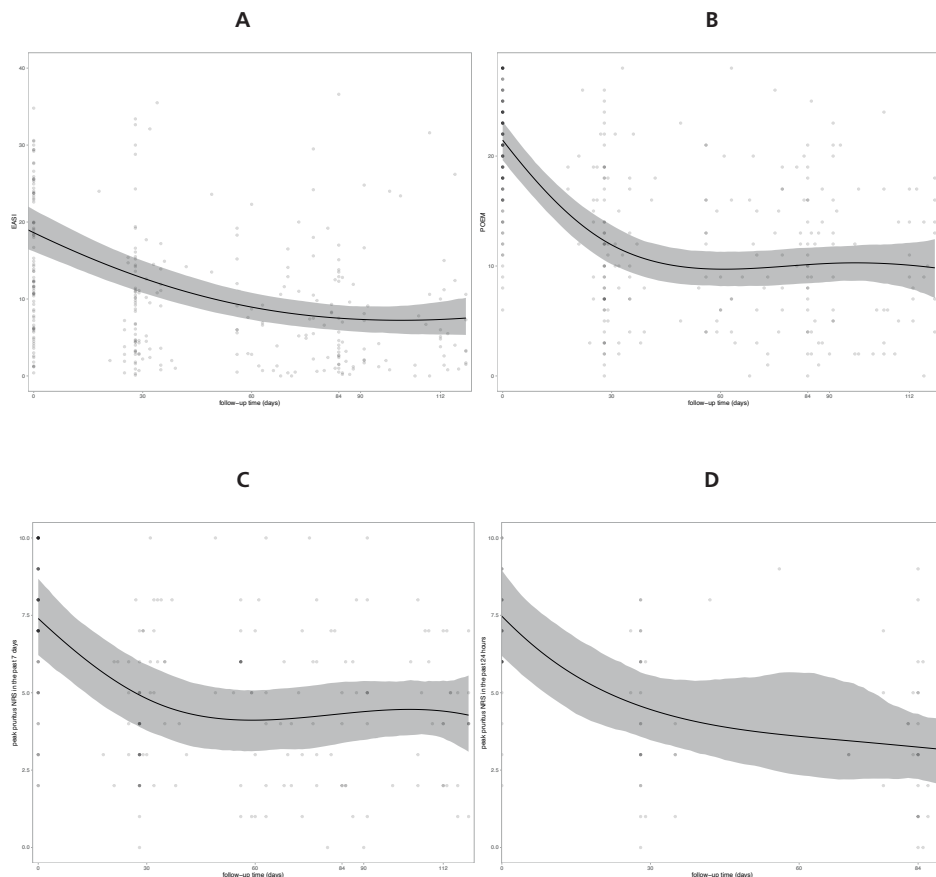 A
B
40
30
20
10
0
EASI
0 30 60 84 90 112
follow-up time (days)
20
10
0
POEM
0 30 60 84 90 112
follow-up time (days)
C
D
10.0
7.5
5.0
2.5
0.0
peak pruritus NRS in the past 7 days
0 30 60 84 90 112
follow-up time (days)
10.0
7.5
5.0
2.5
0.0
peak pruritus NRS in the past 24 hours
0 30 60 84
follow-up time (days)